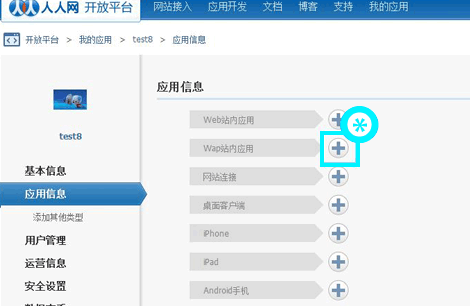 人人网 开放平台 网站接入 应用开发 文档 博客 支持 我的应用
开放平台 > 我的应用 > test8 > 应用信息
应用信息
test8
基本信息
应用信息
添加其他类型
用户管理
运营信息
安全设置
Web站内应用
Wap站内应用
网站连接
桌面客户端
iPhone
iPad
Android手机